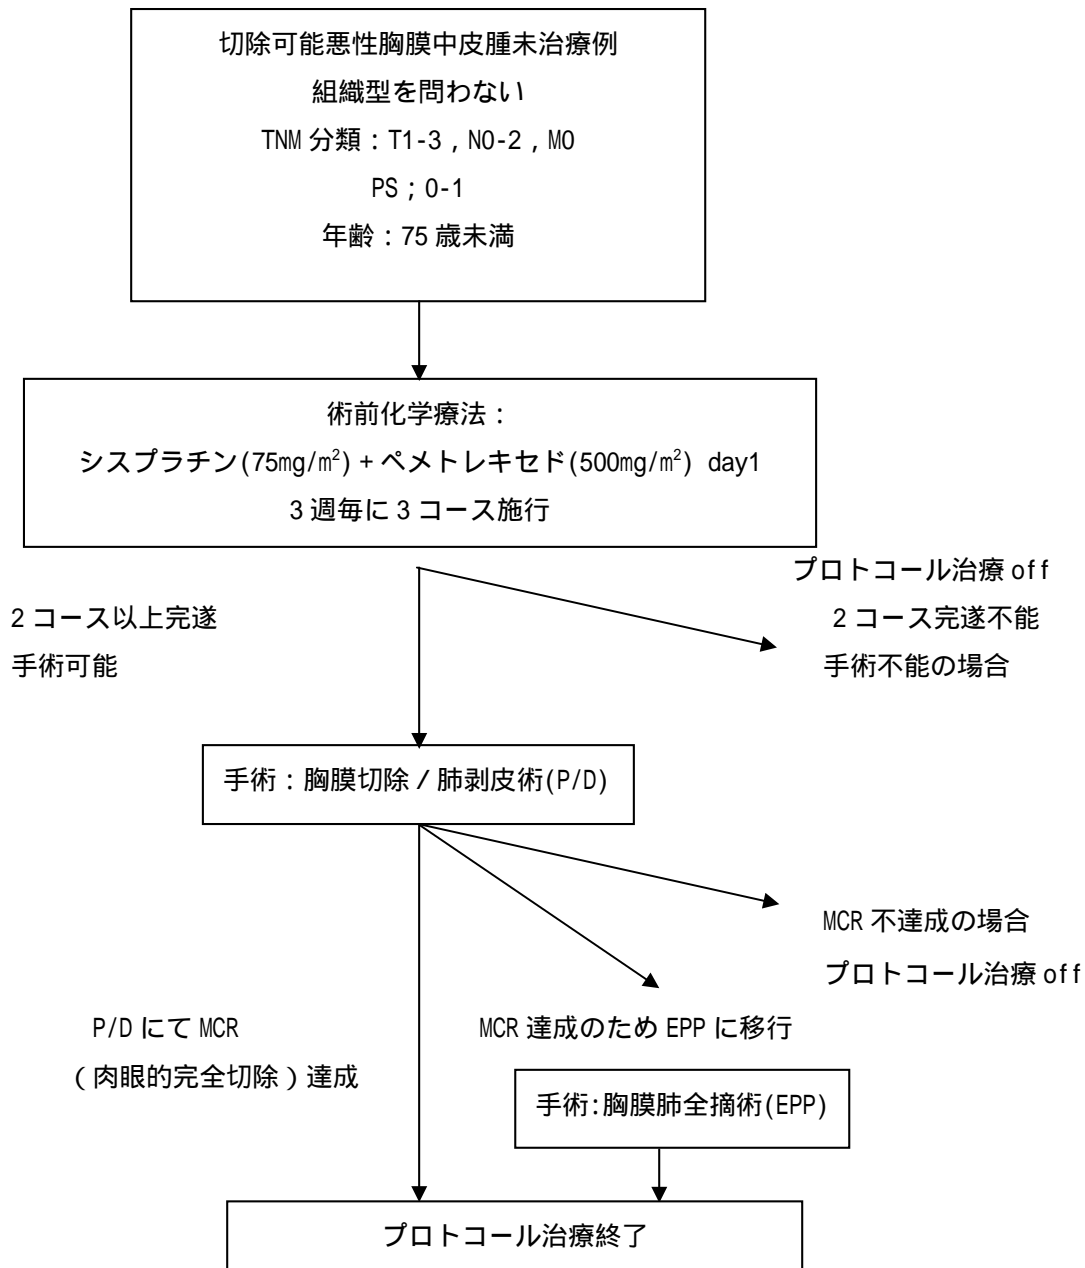 切除可能悪性胸膜中皮腫未治療例
組織型を問わない
TNM 分類：T1-3 , N0-2 , M0
PS ; 0-1
年齢：75 歳未満
術前化学療法：
シスプラチン(75mg/㎡) + ペメトレキセド(500mg/㎡) day1
3 週毎に 3 コース施行
2 コース以上完遂
手術可能
プロトコール治療 off
2 コース完遂不能
手術不能の場合
手術：胸膜切除 / 肺剥皮術(P/D)
MCR 不達成の場合
プロトコール治療 off
P/D にて MCR
（肉眼的完全切除）達成
MCR 達成のため EPP に移行
手術:胸膜肺全摘術(EPP)
プロトコール治療終了